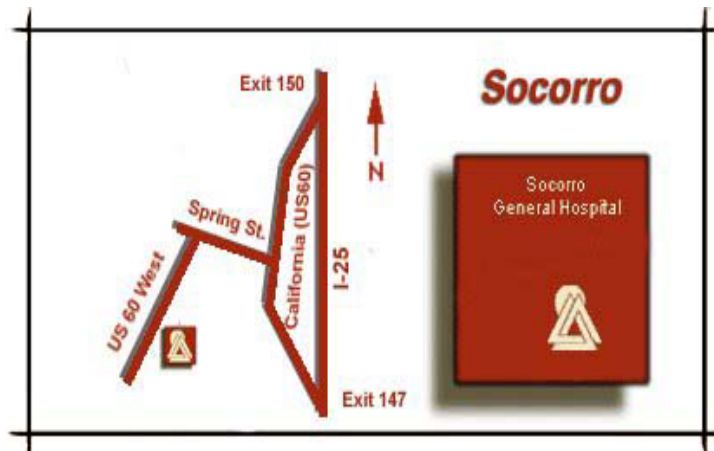 Exit 150
Socorro
N
Socorro
General Hospital
Spring St.
California (US60)
I-25
US 60 West
Exit 147